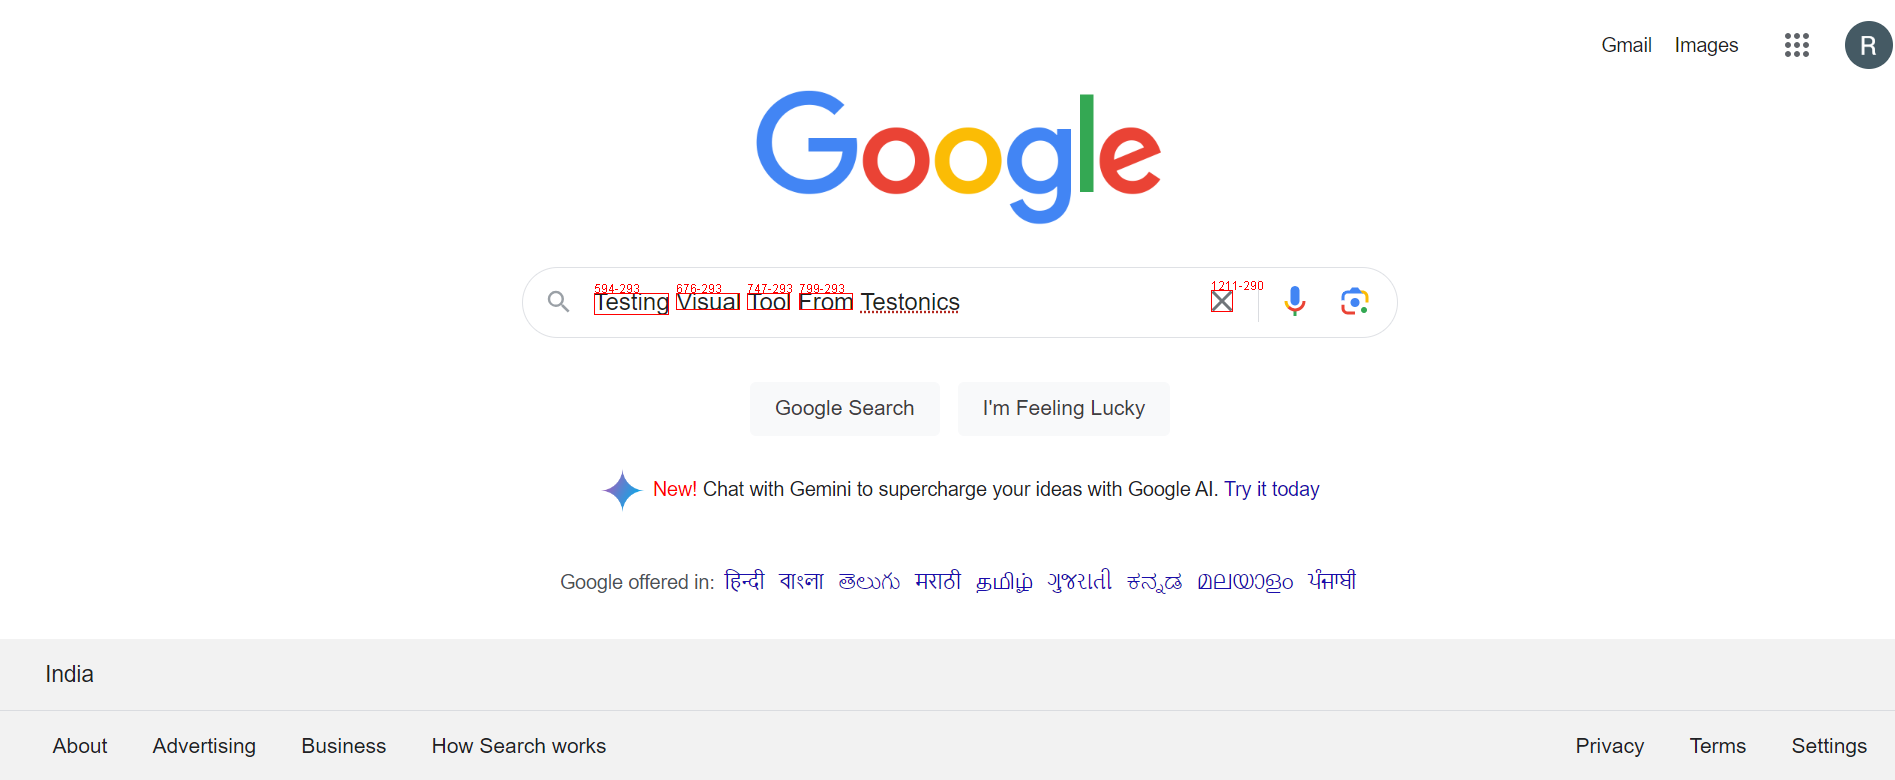 Gmail Images
R
Google
594-293 676-293 747-293 799-293 1211-290
Testing Visual Tool From Testonics
Google Search I'm Feeling Lucky
New! Chat with Gemini to supercharge your ideas with Google AI. Try it today
Google offered in: हिन्दी বাংলা తెలుగు मराठी தமிழ் ગુજરાતી ಕನ್ನಡ മലയാളം ਪੰਜਾਬੀ
India
About Advertising Business How Search works Privacy Terms Settings